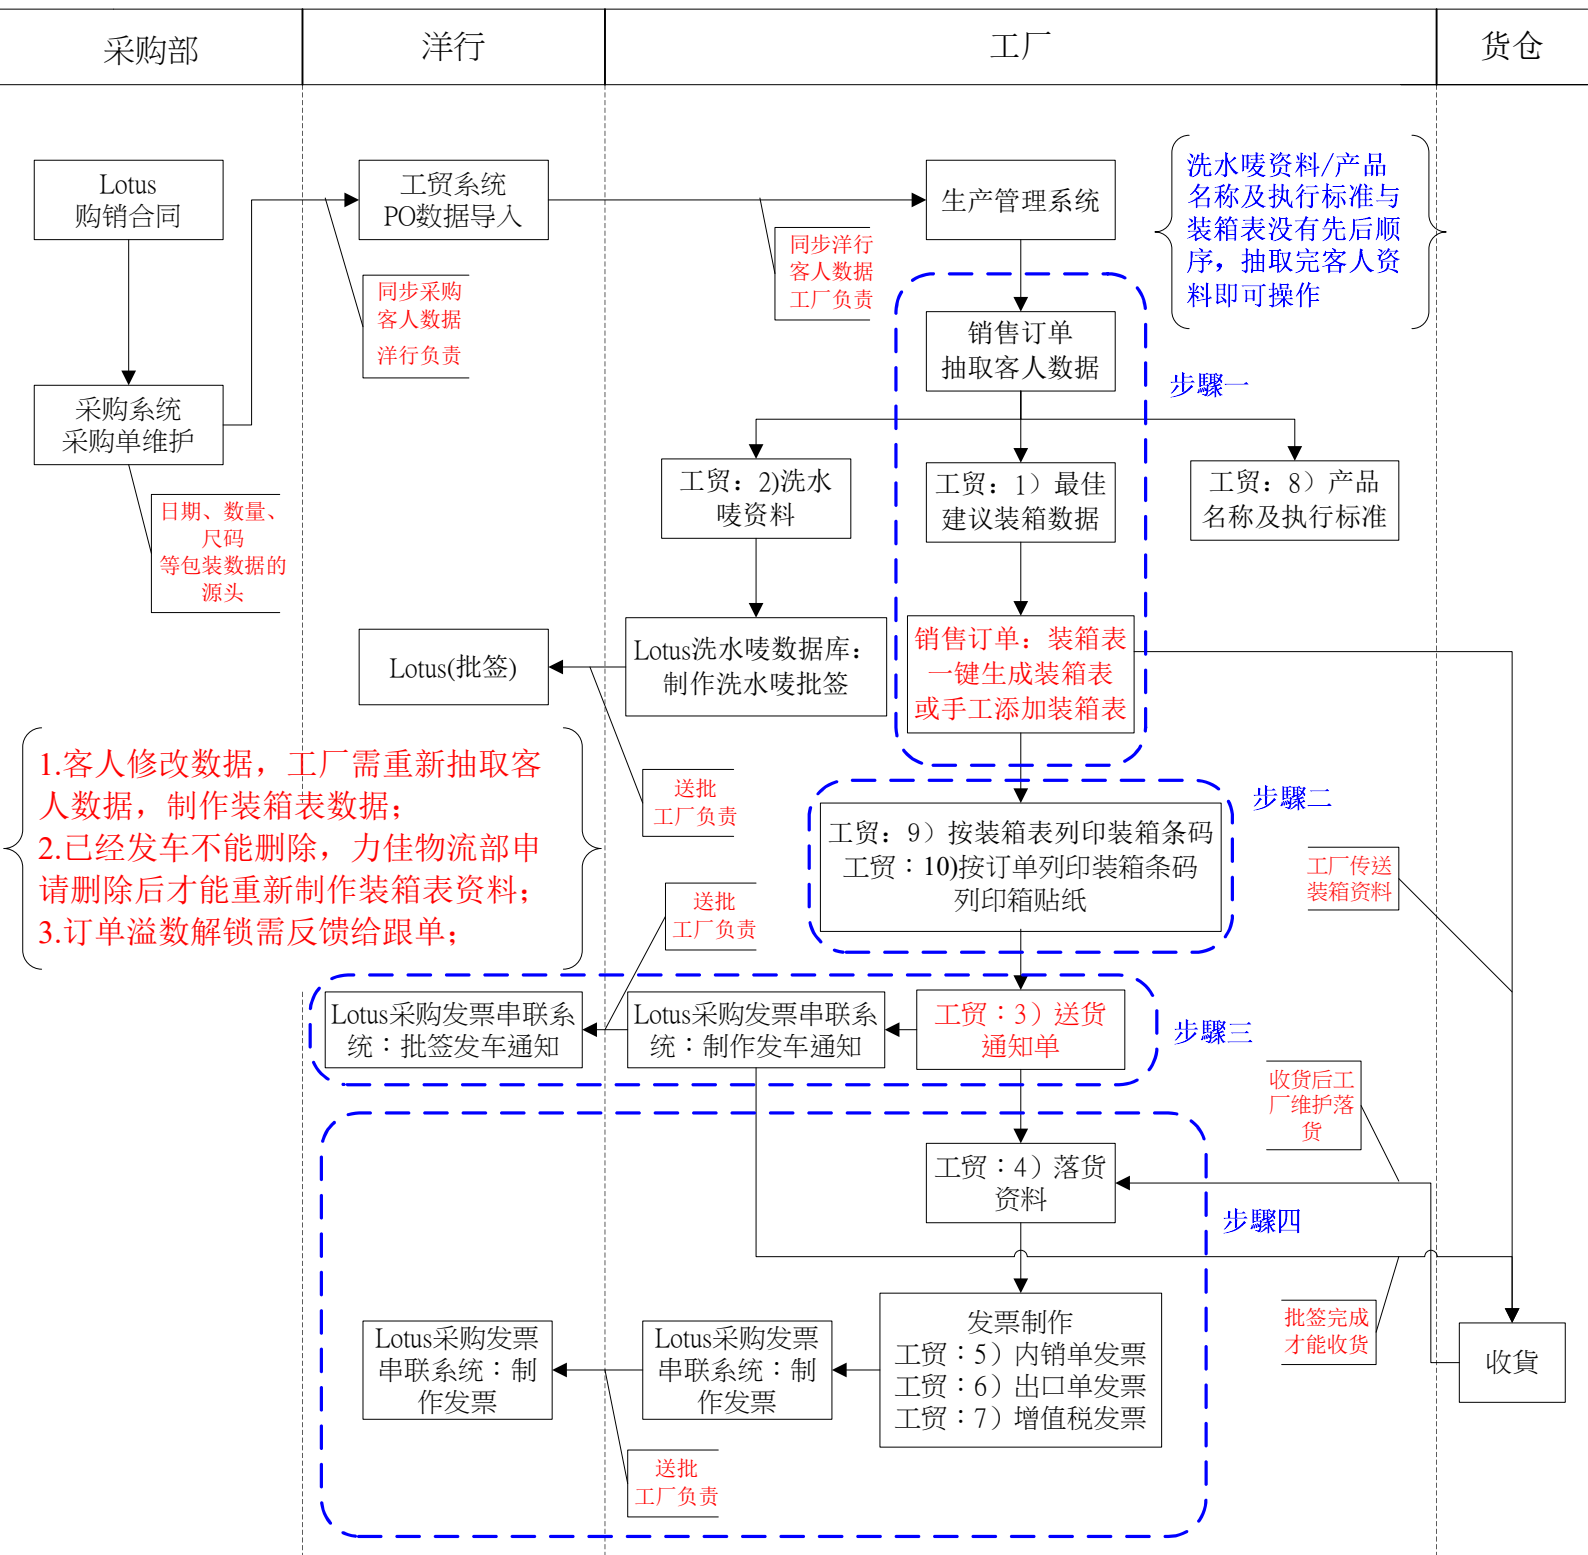 采购部
洋行
工厂
货仓
Lotus
购销合同
工贸系统
PO数据导入
生产管理系统
洗水唛资料/产品
名称及执行标准与
装箱表没有先后顺
序，抽取完客人资
料即可操作
同步采购
客人数据
洋行负责
同步洋行
客人数据
工厂负责
销售订单
抽取客人数据
步驟一
采购系统
采购单维护
日期、数量、
尺码
等包装数据的
源头
工贸：2)洗水
唛资料
工贸：1）最佳
建议装箱数据
工贸：8）产品
名称及执行标准
Lotus(批签)
Lotus洗水唛数据库：
制作洗水唛批签
销售订单：装箱表
一键生成装箱表
或手工添加装箱表
1.客人修改数据，工厂需重新抽取客
人数据，制作装箱表数据；
2.已经发车不能删除，力佳物流部申
请删除后才能重新制作装箱表资料；
3.订单溢数解锁需反馈给跟单；
送批
工厂负责
步驟二
工贸：9）按装箱表列印装箱条码
工贸：10)按订单列印装箱条码
列印箱贴纸
工厂传送
装箱资料
送批
工厂负责
Lotus采购发票串联系
统：批签发车通知
Lotus采购发票串联系
统：制作发车通知
工贸：3）送货
通知单
步驟三
收货后工
厂维护落
货
工贸：4）落货
资料
步驟四
Lotus采购发票
串联系统：制
作发票
Lotus采购发票
串联系统：制
作发票
发票制作
工贸：5）内销单发票
工贸：6）出口单发票
工贸：7）增值税发票
批签完成
才能收货
收貨
送批
工厂负责